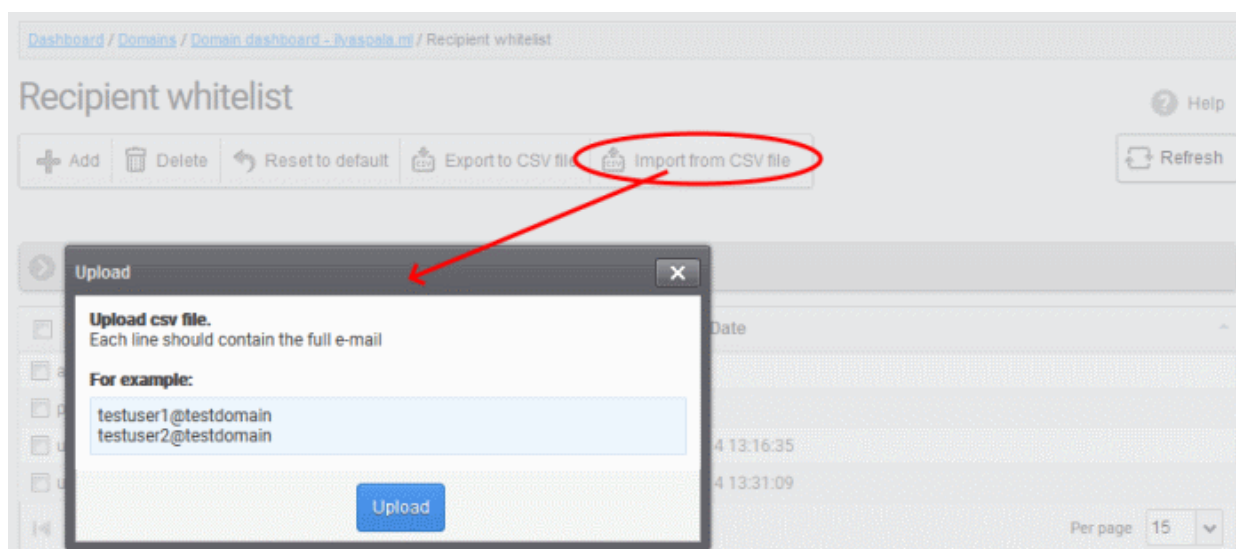 Dashboard / Domains / Domain dashboard - ilyaspala.ml / Recipient whitelist
Recipient whitelist
Help
Add
Delete
Reset to default
Export to CSV file
Import from CSV file
Refresh
Upload
Upload csv file.
Each line should contain the full e-mail
For example:
testuser1@testdomain
testuser2@testdomain
Upload
Date
a
p
u
4 13:16:35
u
4 13:31:09
Per page 15